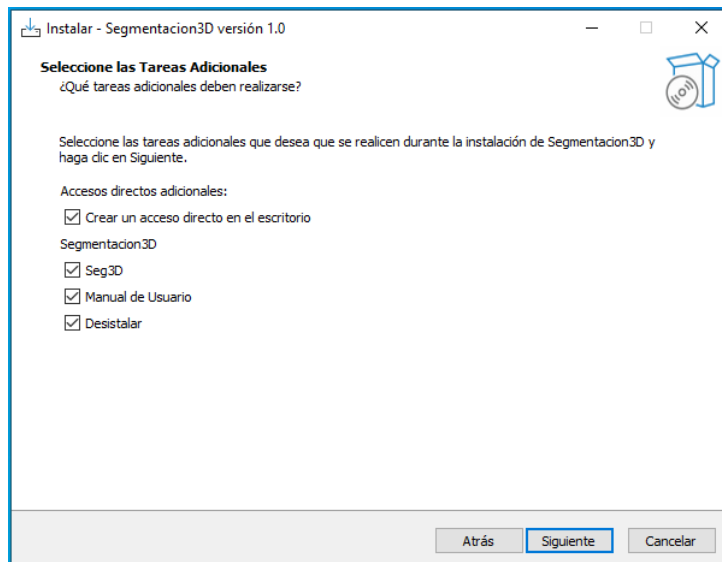 Instalar - Segmentacion3D versión 1.0
Seleccione las Tareas Adicionales
¿Qué tareas adicionales deben realizarse?
Seleccione las tareas adicionales que desea que se realicen durante la instalación de Segmentacion3D y
haga clic en Siguiente.
Accesos directos adicionales:
Crear un acceso directo en el escritorio
Segmentacion3D
Seg3D
Manual de Usuario
Desistalar
Atrás Siguiente Cancelar